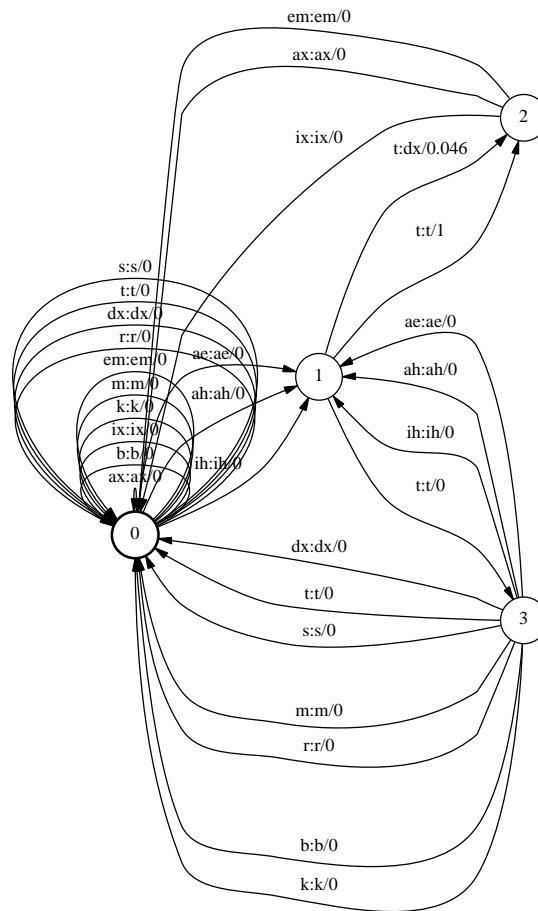 em:em/0
ax:ax/0
2
ix:ix/0
t:dx/0.046
t:t/1
s:s/0
t:t/0
dx:dx/0
ae:ae/0
r:r/0
ae:ae/0
em:em/0
1
ah:ah/0
m:m/0
ah:ah/0
k:k/0
ix:ix/0
ih:ih/0
b:b/0
ih:ih/0
ax:ax/0
t:t/0
0
dx:dx/0
t:t/0
3
s:s/0
m:m/0
r:r/0
b:b/0
k:k/0